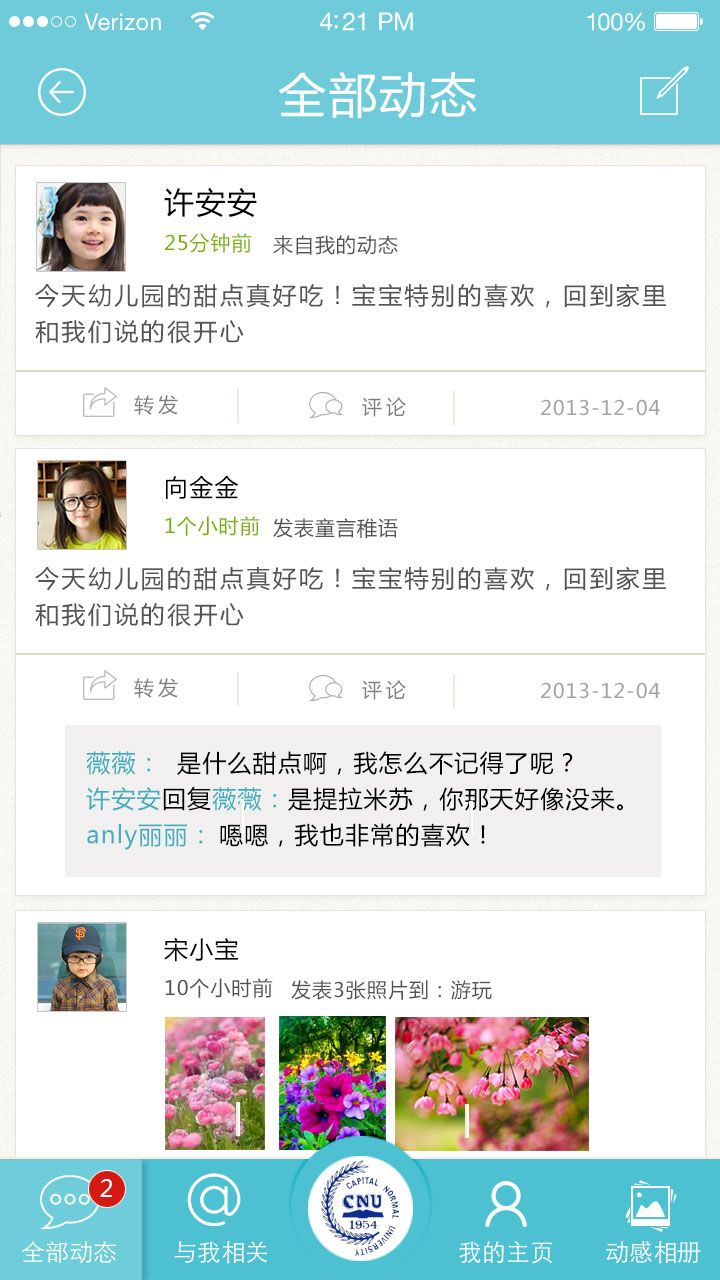 Verizon 4:21 PM 100%
全部动态
许安安
25分钟前 来自我的动态
今天幼儿园的甜点真好吃！宝宝特别的喜欢，回到家里
和我们说的很开心
转发 评论 2013-12-04
向金金
1个小时前 发表童言稚语
今天幼儿园的甜点真好吃！宝宝特别的喜欢，回到家里
和我们说的很开心
转发 评论 2013-12-04
薇薇： 是什么甜点啊，我怎么不记得了呢？
许安安回复薇薇：是提拉米苏，你那天好像没来。
anly丽丽： 嗯嗯，我也非常的喜欢！
宋小宝
10个小时前 发表3张照片到：游玩
2
CAPITAL NORMAL UNIVERSITY
CNU
1954
全部动态 与我相关 我的主页 动感相册